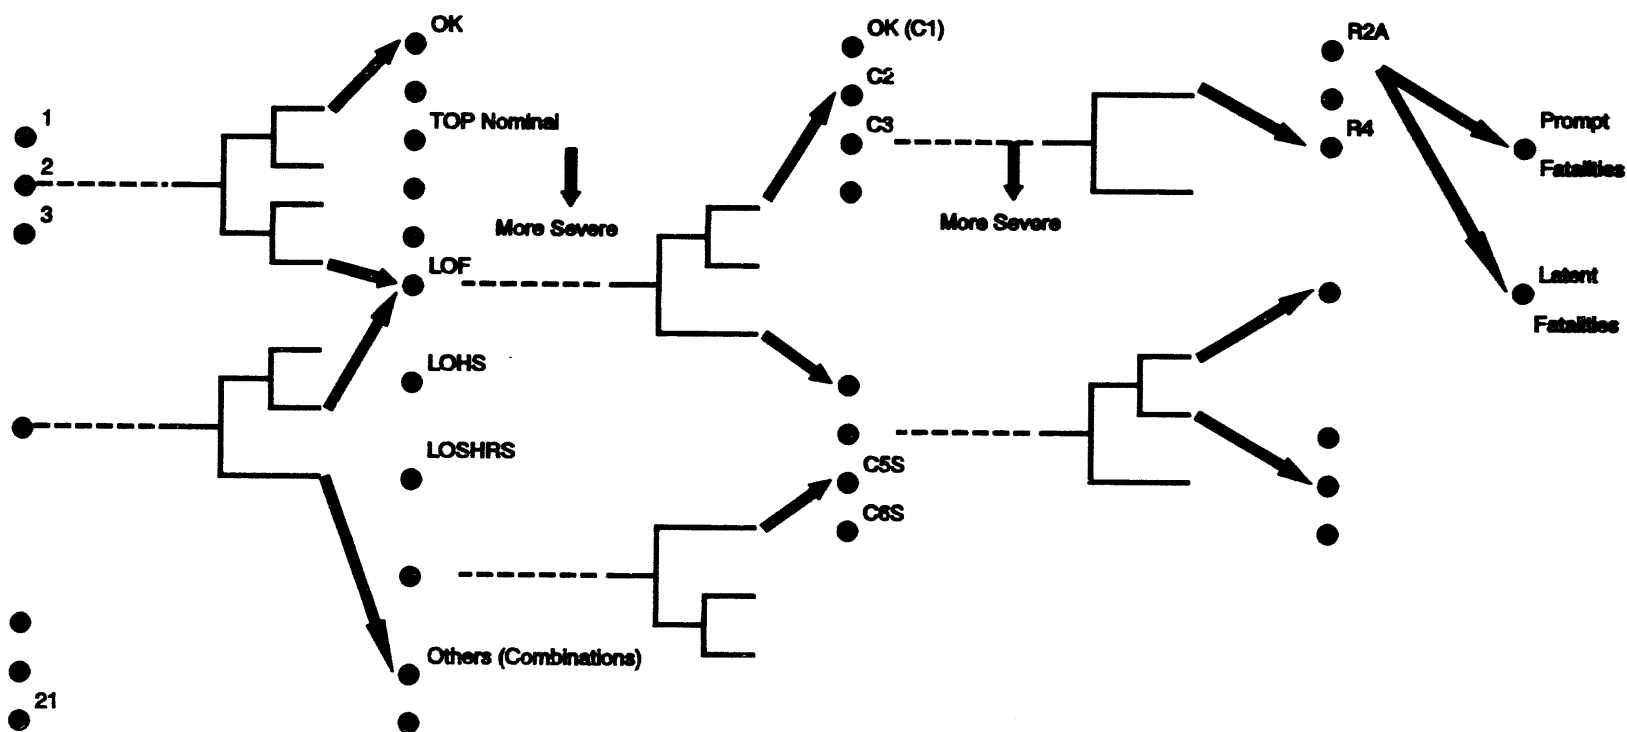 1
2
3
21
OK
TOP Nominal
More Severe
LOF
LOHS
LOSHRS
Others (Combinations)
OK (C1)
C2
C3
More Severe
C5S
C6S
R2A
R4
Prompt
Fatalities
Latent
Fatalities